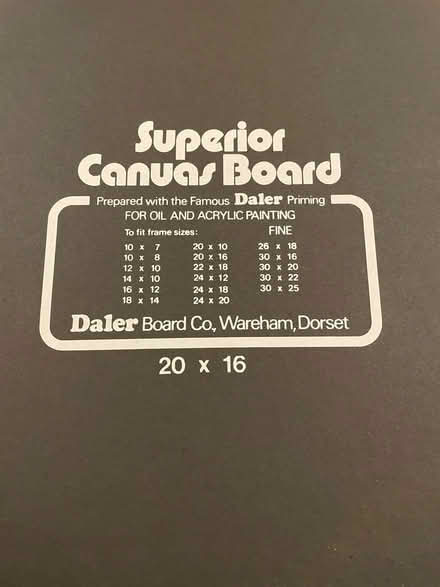 Superior
Canvas Board
Prepared with the Famous Daler Priming
FOR OIL AND ACRYLIC PAINTING
To fit frame sizes: FINE
10 x 7 20 x 10 26 x 18
10 x 8 20 x 16 30 x 16
12 x 10 22 x 18 30 x 20
14 x 10 24 x 12 30 x 22
16 x 12 24 x 18 30 x 25
18 x 14 24 x 20
Daler Board Co., Wareham, Dorset
20 x 16